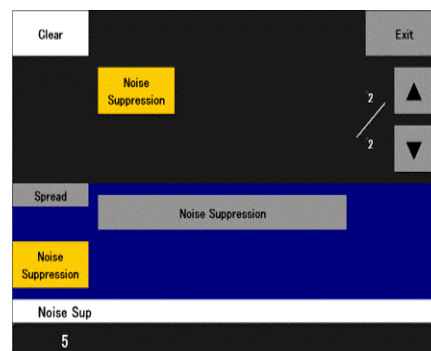 Clear
Exit
Noise
Suppression
2
2
Spread
Noise Suppression
Noise
Suppression
Noise Sup
5